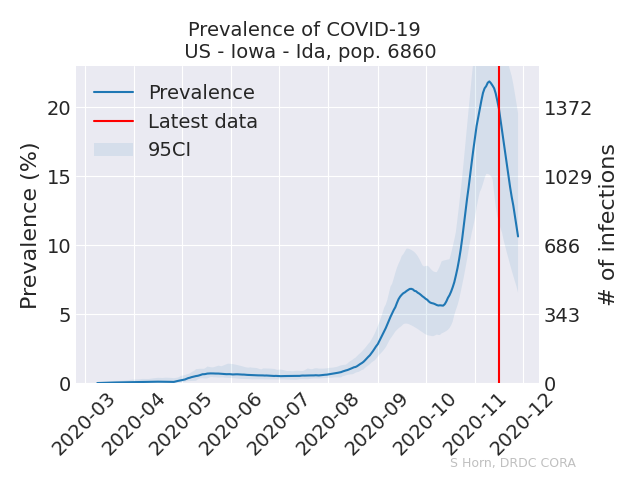 Prevalence of COVID-19
US - Iowa - Ida, pop. 6860
Prevalence
Latest data
95CI
Prevalence (%)
20
15
10
5
0
1372
1029
686
343
0
# of infections
2020-03
2020-04
2020-05
2020-06
2020-07
2020-08
2020-09
2020-10
2020-11
2020-12
S Horn, DRDC CORA